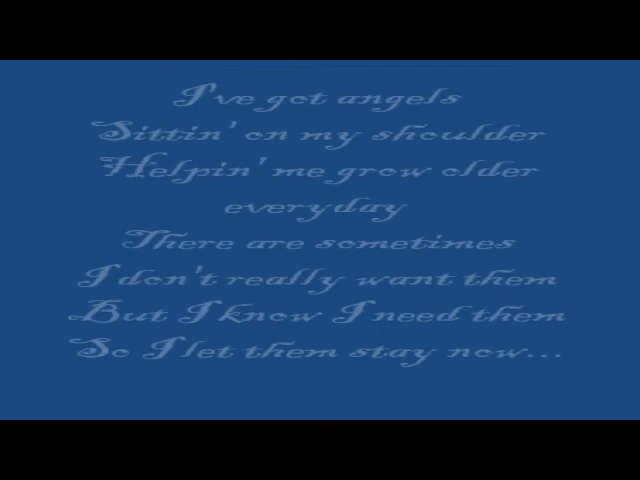 I've got angels
Sittin' on my shoulder
Helpin' me grow older
everyday
There are sometimes
I don't really want them
But I know I need them
So I let them stay now...